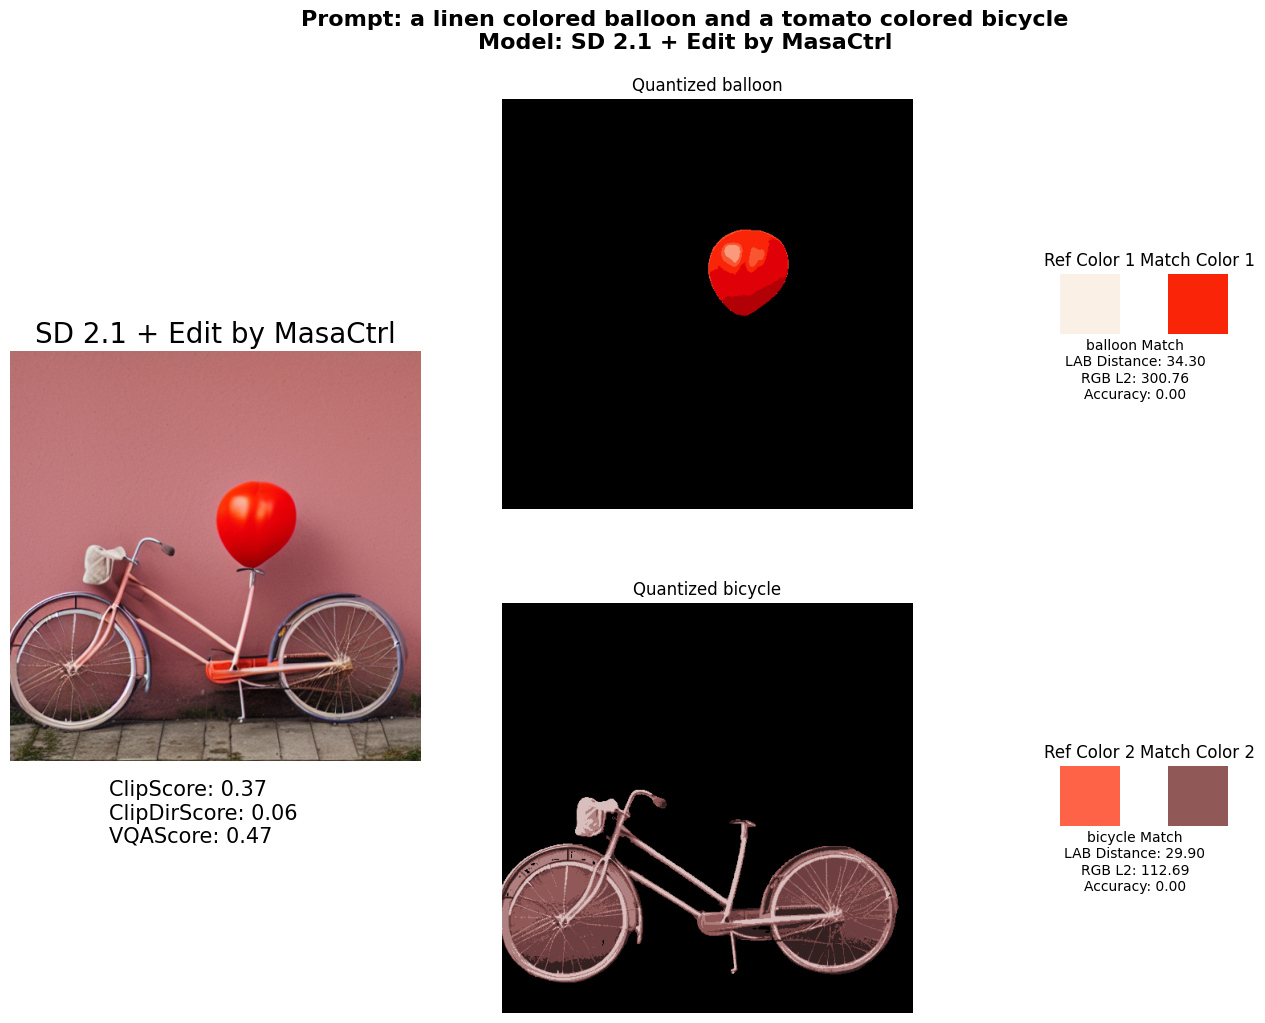 Prompt: a linen colored balloon and a tomato colored bicycle
Model: SD 2.1 + Edit by MasaCtrl
Quantized balloon
Ref Color 1 Match Color 1
balloon Match
LAB Distance: 34.30
RGB L2: 300.76
Accuracy: 0.00
SD 2.1 + Edit by MasaCtrl
ClipScore: 0.37
ClipDirScore: 0.06
VQAScore: 0.47
Quantized bicycle
Ref Color 2 Match Color 2
bicycle Match
LAB Distance: 29.90
RGB L2: 112.69
Accuracy: 0.00